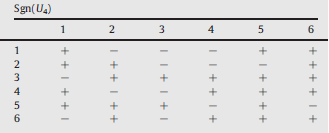 Sgn(U4)
1 2 3 4 5 6
1 + − − − + +
2 + + − − − +
3 − + + + + +
4 + − − + + +
5 + + + − + −
6 − + − + + +